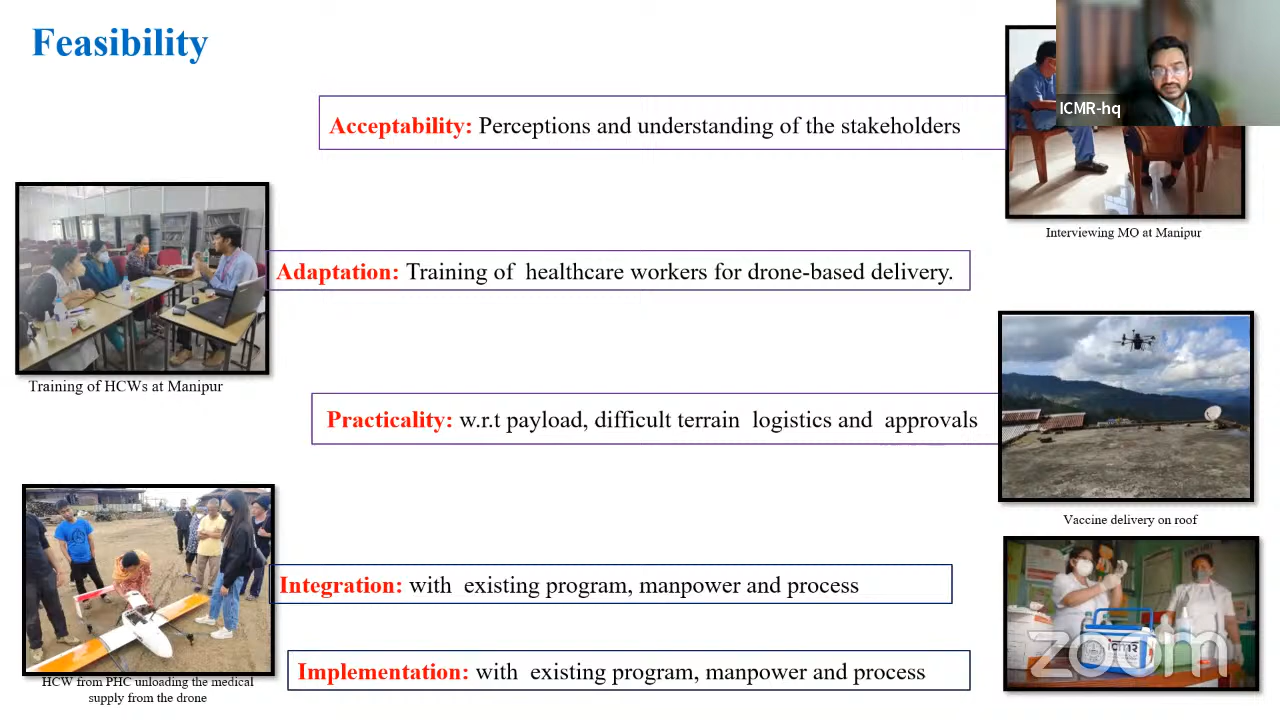 Feasibility
ICMR-hq
Acceptability: Perceptions and understanding of the stakeholders
Interviewing MO at Manipur
Adaptation: Training of healthcare workers for drone-based delivery.
Training of HCWs at Manipur
Practicality: w.r.t payload, difficult terrain logistics and approvals
Vaccine delivery on roof
Integration: with existing program, manpower and process
HCW from PHC unloading the medical
supply from the drone
Implementation: with existing program, manpower and process
icmr
zoom